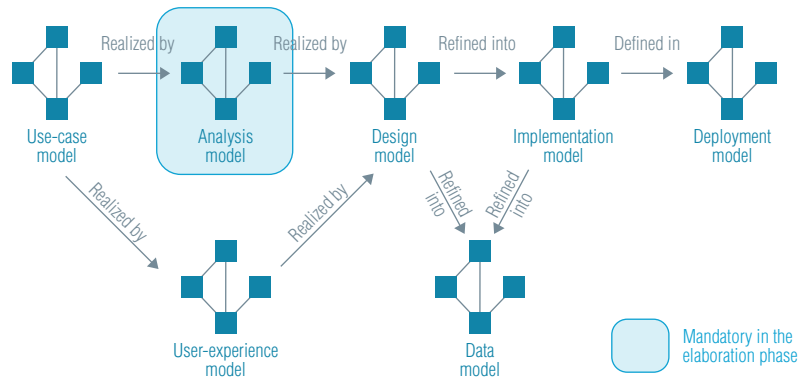 Realized by
Realized by
Refined into
Defined in
Use-case
model
Analysis
model
Design
model
Implementation
model
Deployment
model
Realized by
Realized by
Refined
into
Refined
into
User-experience
model
Data
model
Mandatory in the
elaboration phase